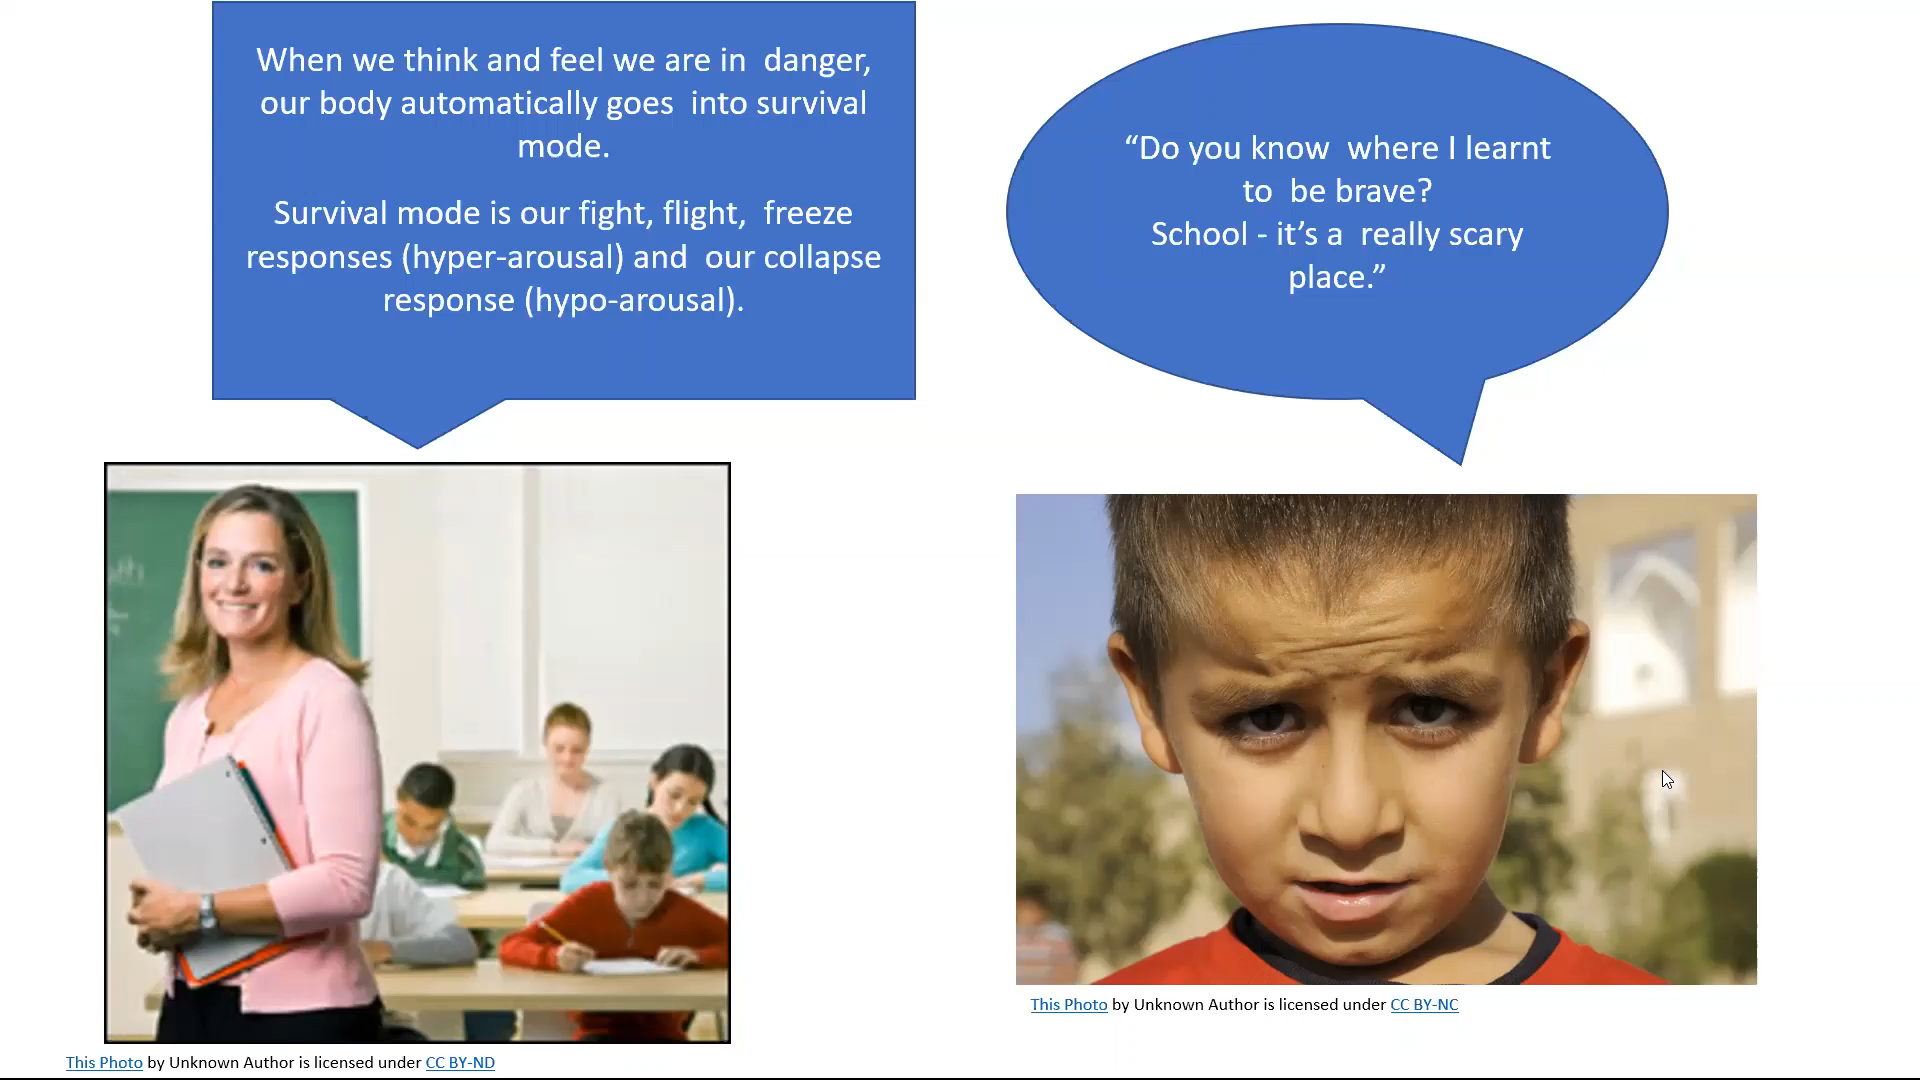 When we think and feel we are in  danger,
our body automatically goes  into survival
mode.
Survival mode is our fight, flight,  freeze
responses (hyper-arousal) and  our collapse
response (hypo-arousal).
“Do you know  where I learnt
to  be brave?
School - it’s a  really scary
place.”
This Photo by Unknown Author is licensed under CC BY-NC
This Photo by Unknown Author is licensed under CC BY-ND